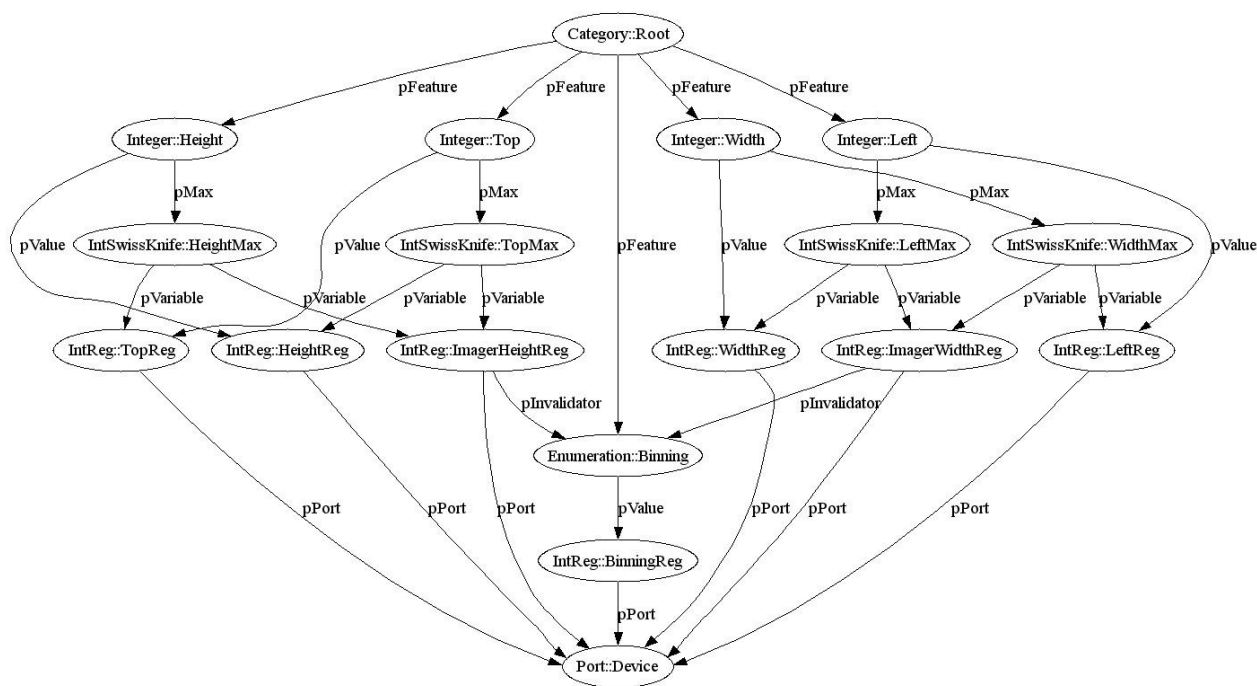 Category::Root
pFeature
pFeature
pFeature
pFeature
Integer::Height
Integer::Top
Integer::Width
Integer::Left
pMax
pMax
pMax
pMax
pValue
IntSwissKnife::HeightMax
pValue
IntSwissKnife::TopMax
pFeature
pValue
IntSwissKnife::LeftMax
IntSwissKnife::WidthMax
pValue
pVariable
pVariable
pVariable
pVariable
pVariable
pVariable
pVariable
pVariable
IntReg::TopReg
IntReg::HeightReg
IntReg::ImagerHeightReg
IntReg::WidthReg
IntReg::ImagerWidthReg
IntReg::LeftReg
pInvalidator
pInvalidator
Enumeration::Binning
pPort
pPort
pPort
pValue
pPort
pPort
pPort
IntReg::BinningReg
pPort
Port::Device